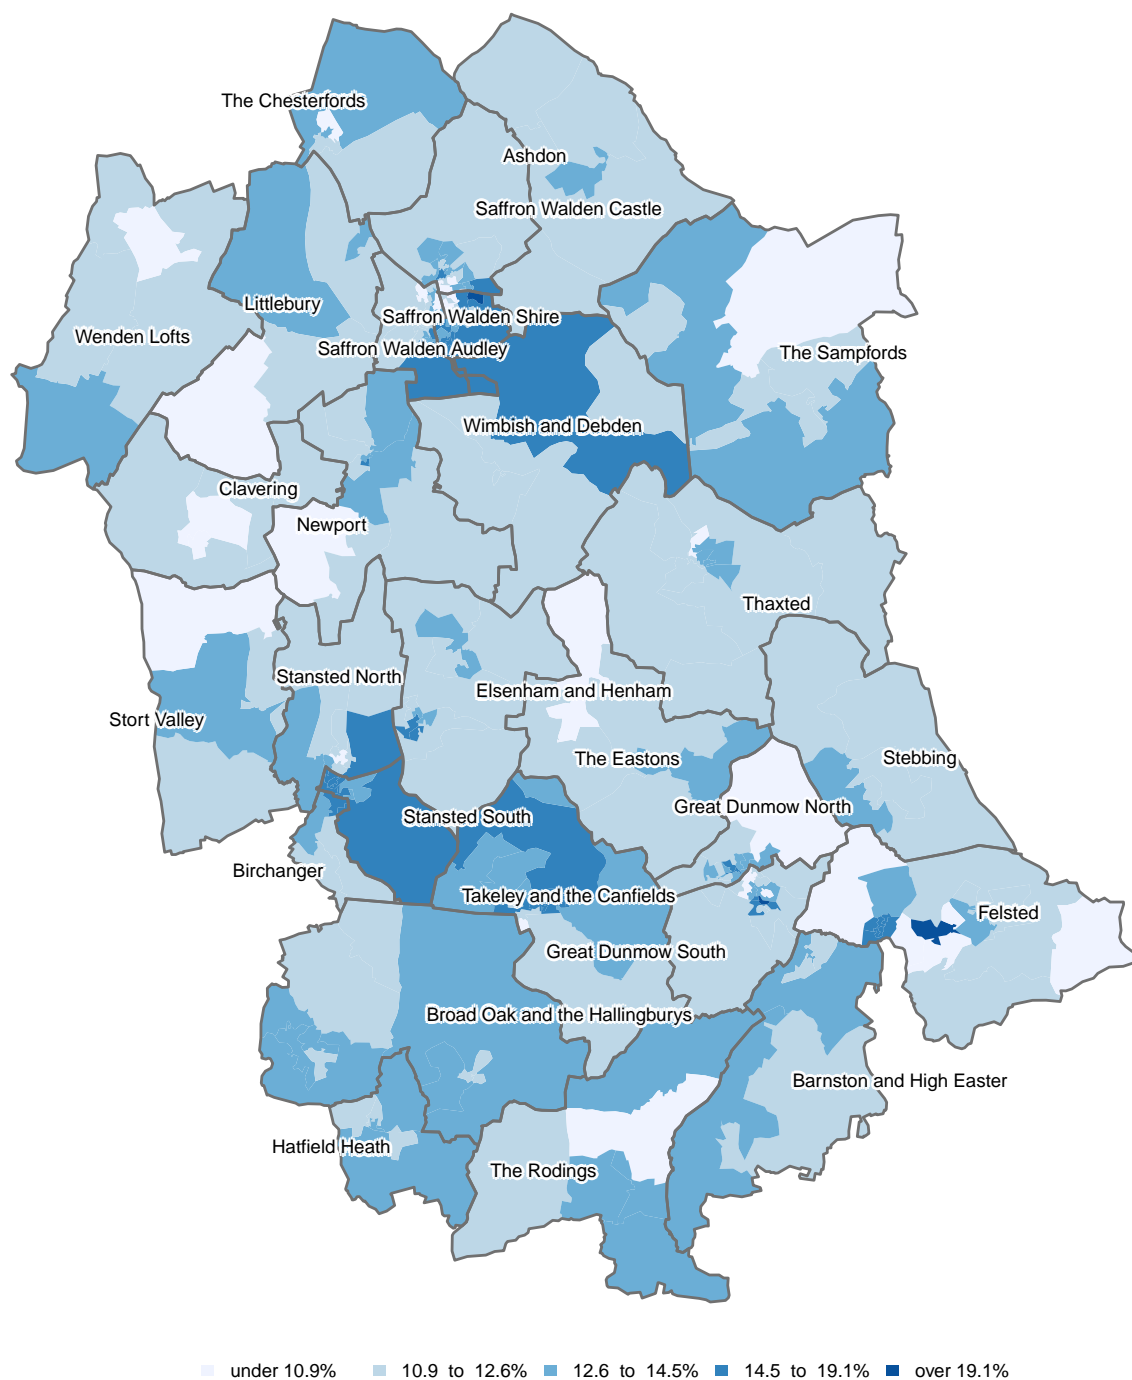 The Chesterfords
Ashdon
Saffron Walden Castle
Littlebury
Saffron Walden Shire
Wenden Lofts
Saffron Walden Audley
The Sampfords
Wimbish and Debden
Clavering
Newport
Thaxted
Stansted North
Elsenham and Henham
Stort Valley
The Eastons
Stebbing
Great Dunmow North
Stansted South
Birchanger
Takeley and the Canfields
Felsted
Great Dunmow South
Broad Oak and the Hallingburys
Barnston and High Easter
Hatfield Heath
The Rodings
under 10.9% 10.9 to 12.6% 12.6 to 14.5% 14.5 to 19.1% over 19.1%